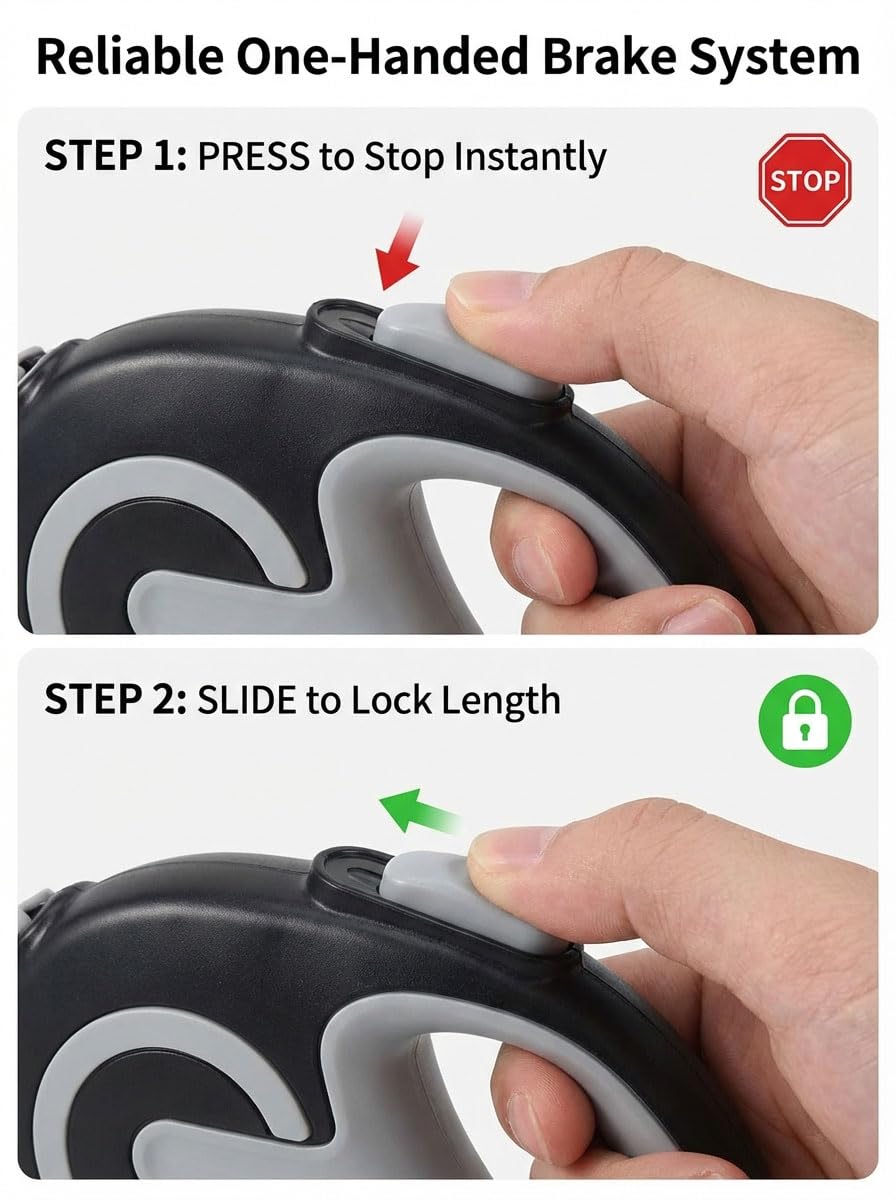 Reliable One-Handed Brake System
STEP 1: PRESS to Stop Instantly
STOP
STEP 2: SLIDE to Lock Length